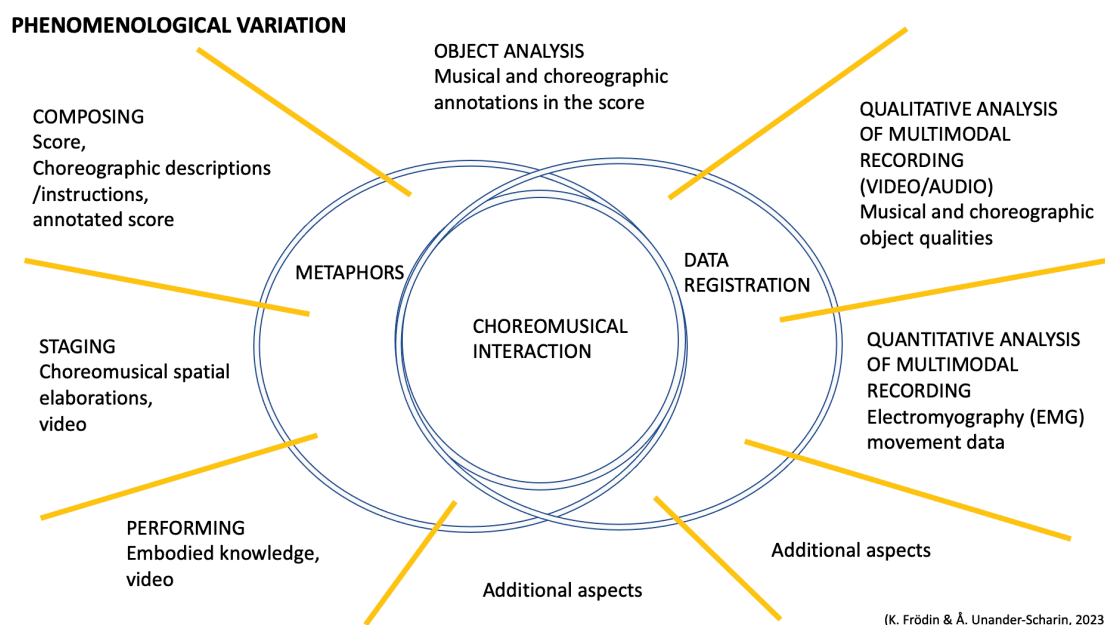 PHENOMENOLOGICAL VARIATION
OBJECT ANALYSIS
Musical and choreographic
annotations in the score
COMPOSING
Score,
Choreographic descriptions
/instructions,
annotated score
QUALITATIVE ANALYSIS
OF MULTIMODAL
RECORDING
(VIDEO/AUDIO)
Musical and choreographic
object qualities
METAPHORS
DATA
REGISTRATION
CHOREOMUSICAL
INTERACTION
STAGING
Choreomusical spatial
elaborations,
video
QUANTITATIVE ANALYSIS
OF MULTIMODAL
RECORDING
Electromyography (EMG)
movement data
PERFORMING
Embodied knowledge,
video
Additional aspects
Additional aspects
(K. Frödin & Å. Unander-Scharin, 2023